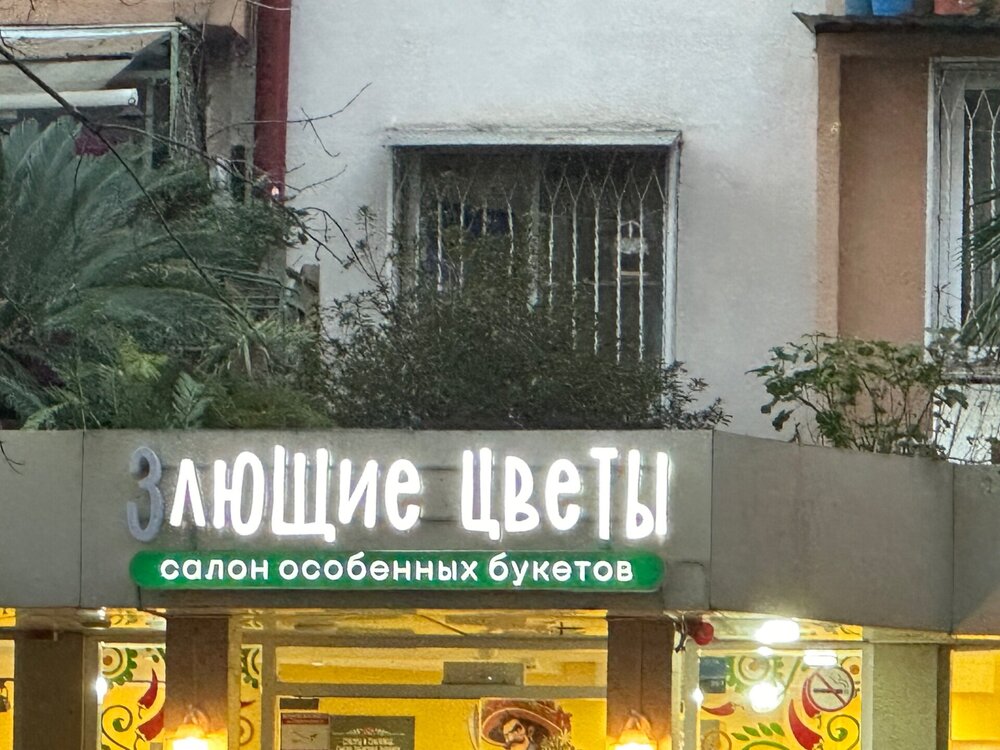 Злющие цветы
салон особенных букетов